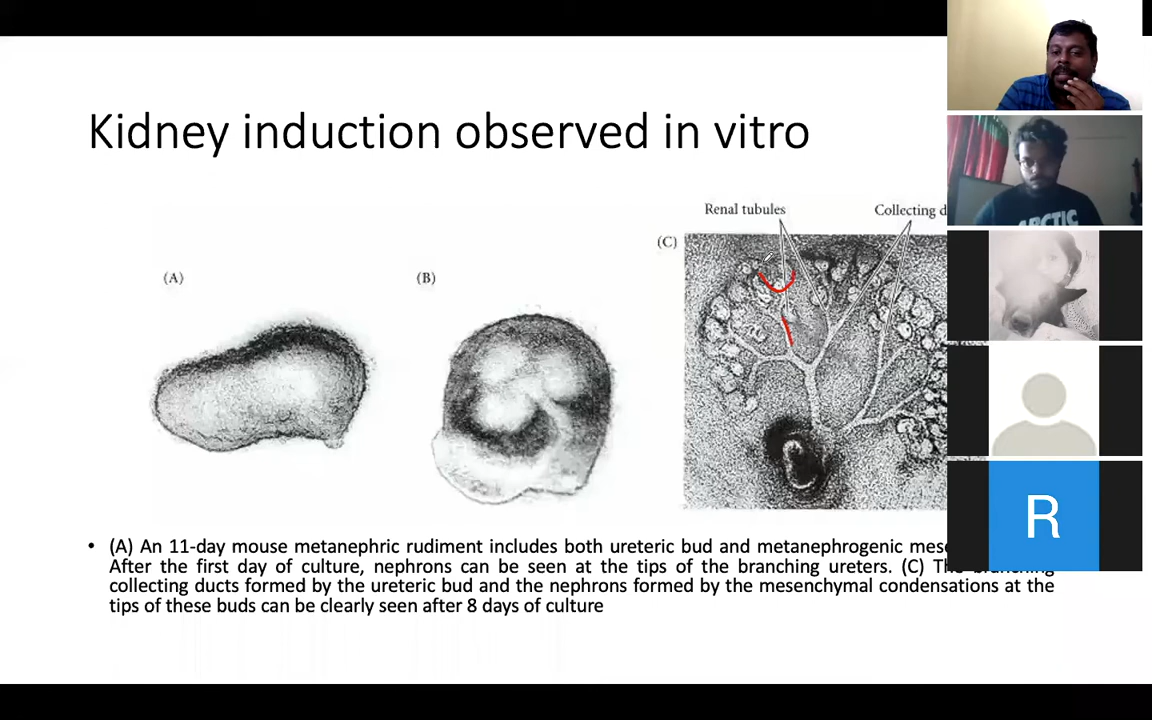 Kidney induction observed in vitro
Renal tubules
Collecting
(C)
(A)
(B)
• (A) An 11-day mouse metanephric rudiment includes both ureteric bud and metanephrogenic
After the first day of culture, nephrons can be seen at the tips of the branching ureters. (C)
collecting ducts formed by the ureteric bud and the nephrons formed by the mesenchymal condensations at the
tips of these buds can be clearly seen after 8 days of culture
ARCTIC
R